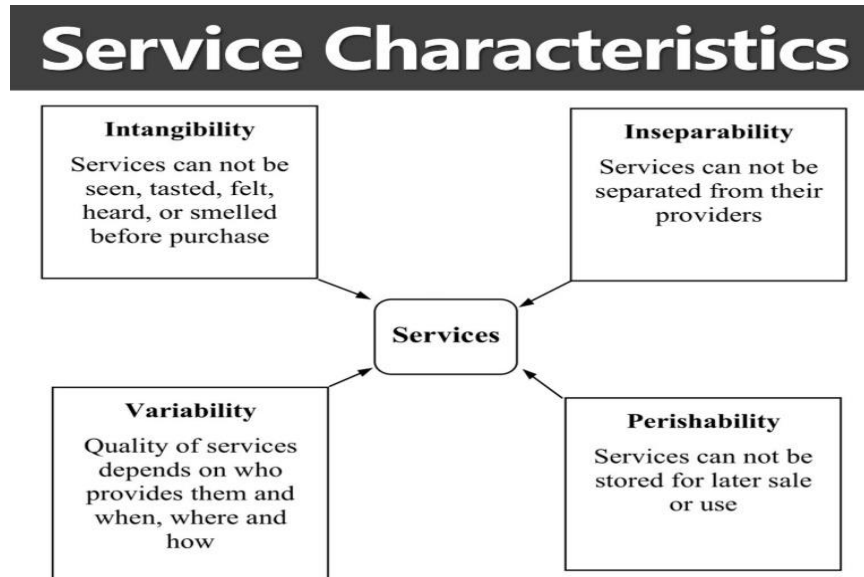 Service Characteristics
Intangibility
Services can not be
seen, tasted, felt,
heard, or smelled
before purchase
Inseparability
Services can not be
separated from their
providers
Services
Variability
Quality of services
depends on who
provides them and
when, where and
how
Perishability
Services can not be
stored for later sale
or use